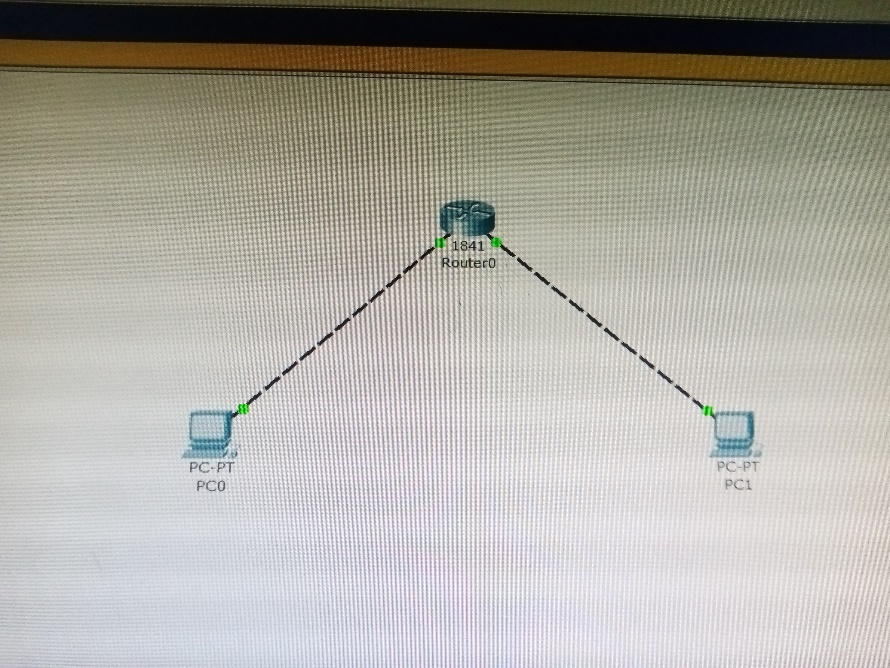 1841
Router0
PC-PT
PC0
PC-PT
PC1